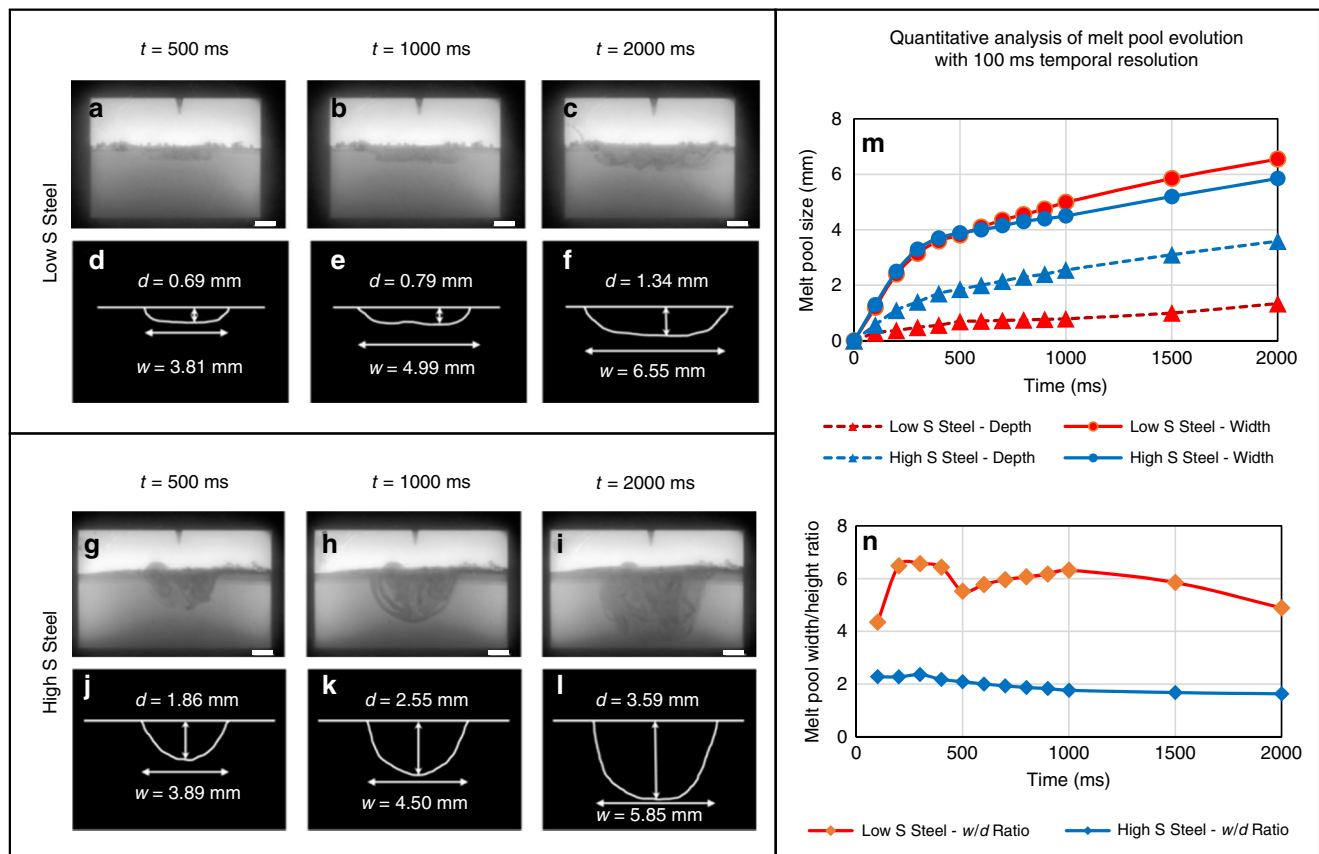 t = 500 ms
t = 1000 ms
t = 2000 ms
Low S Steel
a
b
c
d
d = 0.69 mm
w = 3.81 mm
e
d = 0.79 mm
w = 4.99 mm
f
d = 1.34 mm
w = 6.55 mm
t = 500 ms
t = 1000 ms
t = 2000 ms
High S Steel
g
h
i
j
d = 1.86 mm
w = 3.89 mm
k
d = 2.55 mm
w = 4.50 mm
l
d = 3.59 mm
w = 5.85 mm
Quantitative analysis of melt pool evolution
with 100 ms temporal resolution
m
Melt pool size (mm)
8
6
4
2
0
0
500
1000
1500
2000
Time (ms)
Low S Steel - Depth
Low S Steel - Width
High S Steel - Depth
High S Steel - Width
n
Melt pool width/height ratio
8
6
4
2
0
0
500
1000
1500
2000
Time (ms)
Low S Steel - w/d Ratio
High S Steel - w/d Ratio